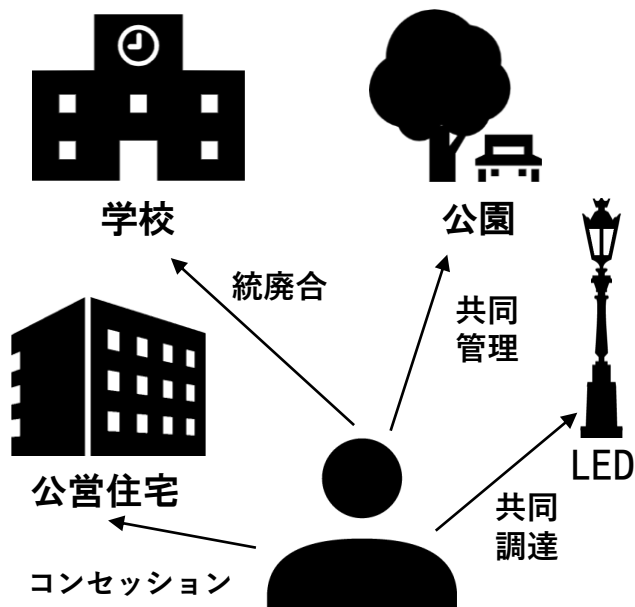 学校
公園
統廃合
共同
管理
公営住宅
LED
共同
調達
コンセッション